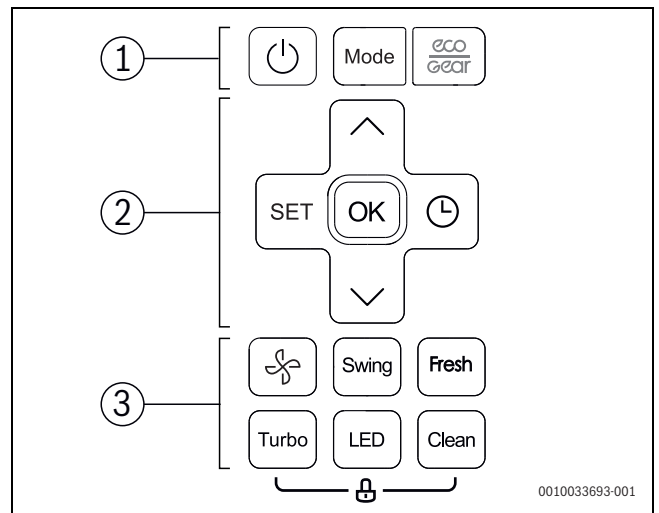 1
Mode
eco
Gear
2
SET
OK
3
Swing
Fresh
Turbo
LED
Clean
0010033693-001